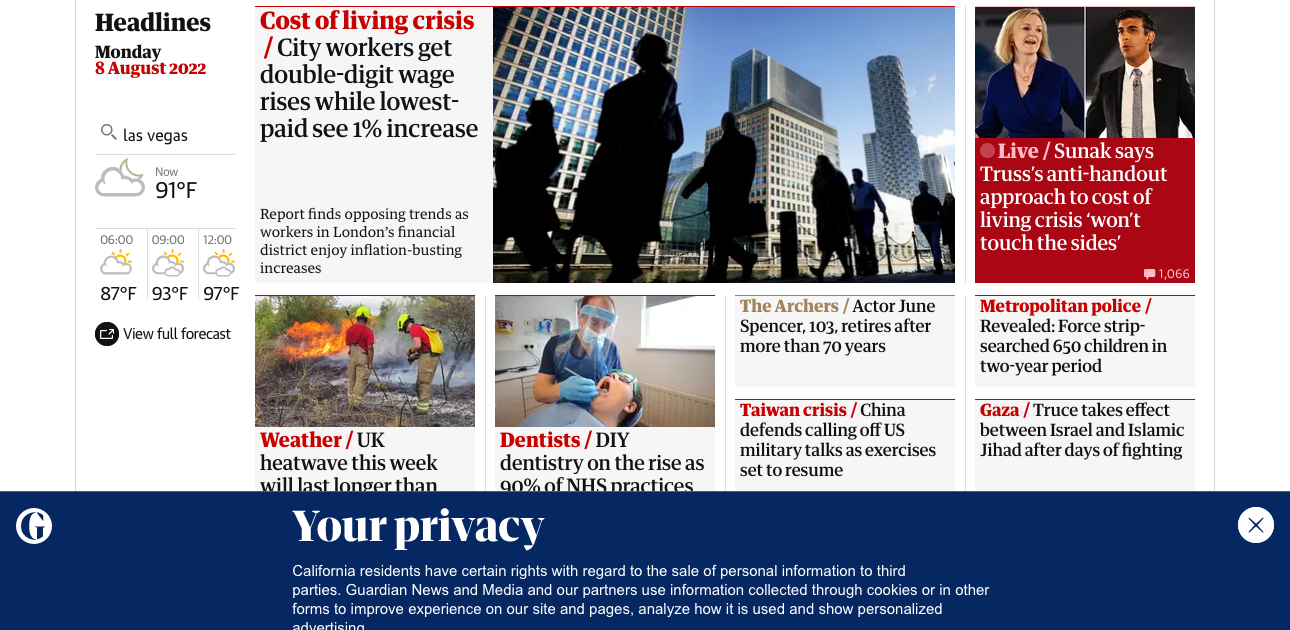 Headlines
Monday
8 August 2022
las vegas
Now
91°F
06:00
87°F
09:00
93°F
12:00
97°F
View full forecast
Cost of living crisis
/ City workers get
double-digit wage
rises while lowest-
paid see 1% increase
Report finds opposing trends as
workers in London's financial
district enjoy inflation-busting
increases
Live / Sunak says
Truss's anti-handout
approach to cost of
living crisis ‘won't
touch the sides’
1,066
Weather / UK
heatwave this week
will last longer than
Dentists / DIY
dentistry on the rise as
90% of NHS practices
The Archers / Actor June
Spencer, 103, retires after
more than 70 years
Taiwan crisis / China
defends calling off US
military talks as exercises
set to resume
Metropolitan police /
Revealed: Force strip-
searched 650 children in
two-year period
Gaza / Truce takes effect
between Israel and Islamic
Jihad after days of fighting
G
Your privacy
California residents have certain rights with regard to the sale of personal information to third
parties. Guardian News and Media and our partners use information collected through cookies or in other
forms to improve experience on our site and pages, analyze how it is used and show personalized
advertising.